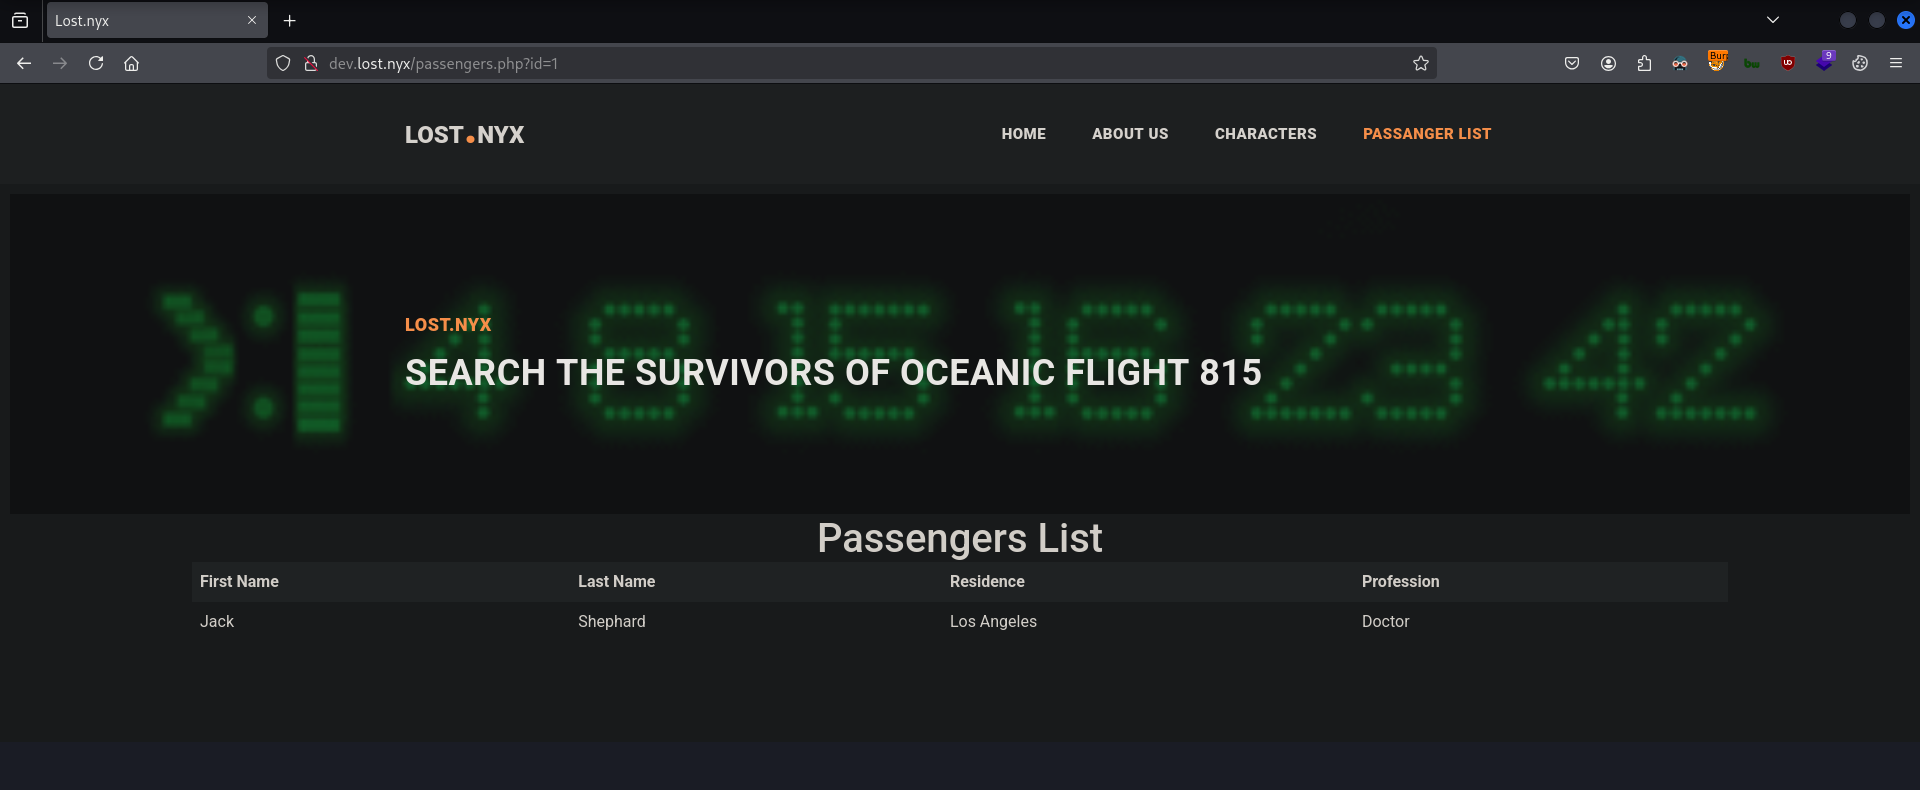 Lost.nyx
dev.lost.nyx/passengers.php?id=1
Burr
9
LOST.NYX
HOME ABOUT US CHARACTERS PASSANGER LIST
>: 4 8 15 16 23 42
LOST.NYX
SEARCH THE SURVIVORS OF OCEANIC FLIGHT 815
Passengers List
First Name Last Name Residence Profession
Jack Shephard Los Angeles Doctor